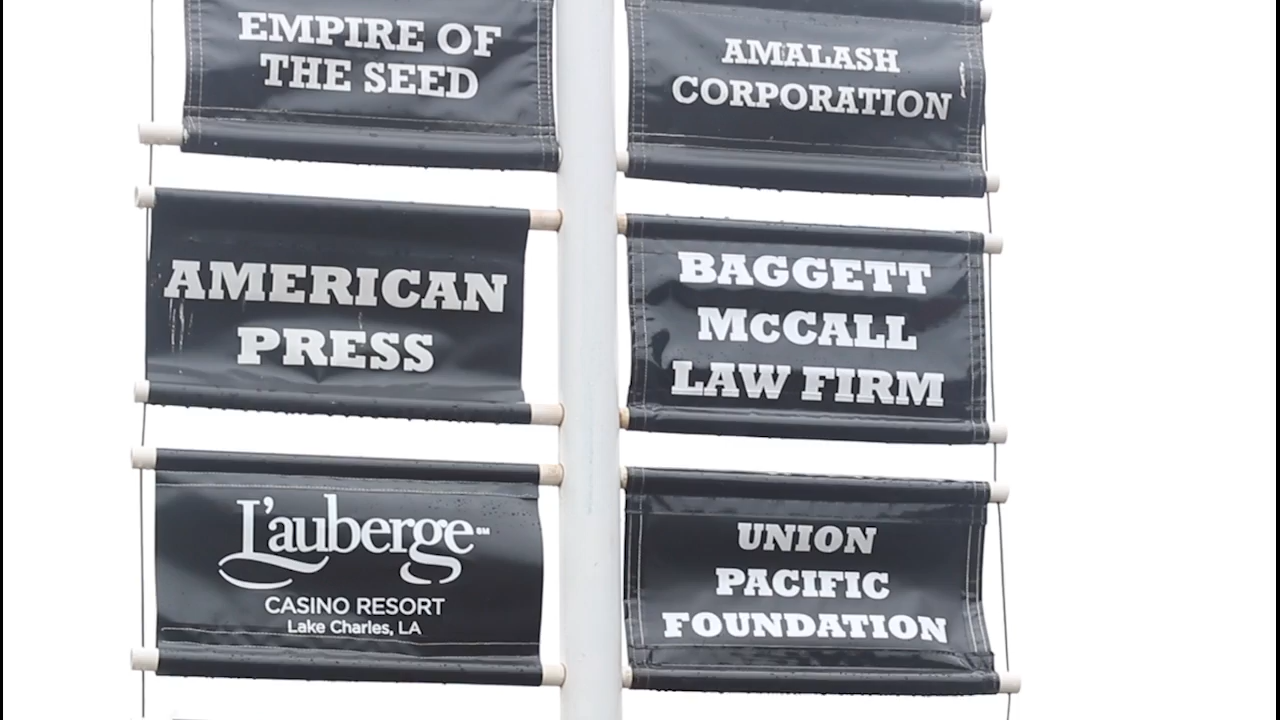 EMPIRE OF
THE SEED
AMALASH
CORPORATION
AMERICAN
PRESS
BAGGETT
McCALL
LAW FIRM
L'auberge℠
CASINO RESORT
Lake Charles, LA
UNION
PACIFIC
FOUNDATION